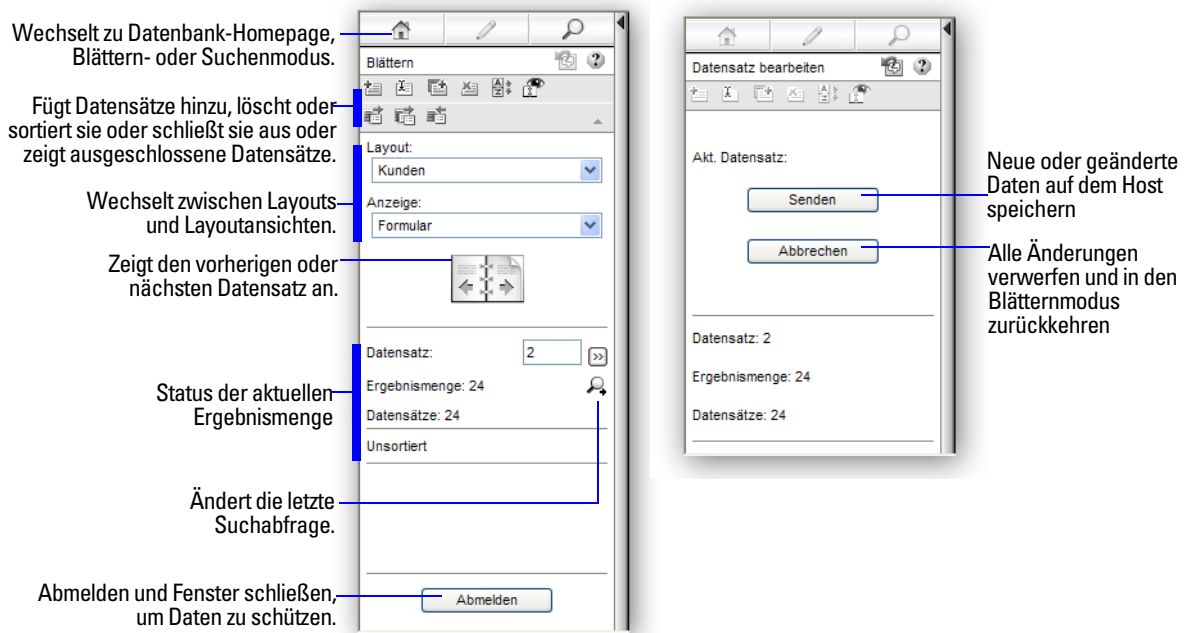 Wechselt zu Datenbank-Homepage,
Blättern- oder Suchenmodus.
Fügt Datensätze hinzu, löscht oder
sortiert sie oder schließt sie aus oder
zeigt ausgeschlossene Datensätze.
Wechselt zwischen Layouts
und Layoutansichten.
Zeigt den vorherigen oder
nächsten Datensatz an.
Status der aktuellen
Ergebnismenge
Ändert die letzte
Suchabfrage.
Abmelden und Fenster schließen,
um Daten zu schützen.
Blättern
Layout:
Kunden
Anzeige:
Formular
Datensatz:
2
Ergebnismenge: 24
Datensätze: 24
Unsortiert
Abmelden
Datensatz bearbeiten
Akt. Datensatz:
Senden
Abbrechen
Datensatz: 2
Ergebnismenge: 24
Datensätze: 24
Neue oder geänderte
Daten auf dem Host
speichern
Alle Änderungen
verwerfen und in den
Blätternmodus
zurückkehren